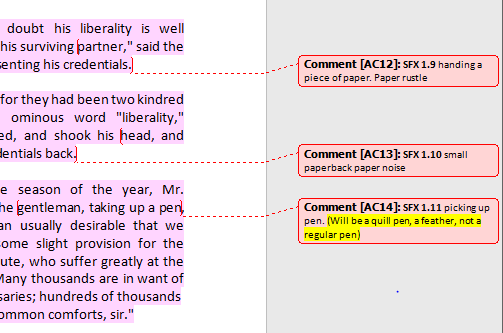 doubt his liberality is well
his surviving partner," said the
senting his credentials.
for they had been two kindred
ominous word "liberality,"
ed, and shook his head, and
dentials back.
e season of the year, Mr.
he gentleman, taking up a pen,
an usually desirable that we
some slight provision for the
ute, who suffer greatly at the
Many thousands are in want of
saries; hundreds of thousands
ommon comforts, sir."
Comment [AC12]: SFX 1.9 handing a
piece of paper. Paper rustle
Comment [AC13]: SFX 1.10 small
paperback paper noise
Comment [AC14]: SFX 1.11 picking up
pen. (Will be a quill pen, a feather, not a
regular pen)